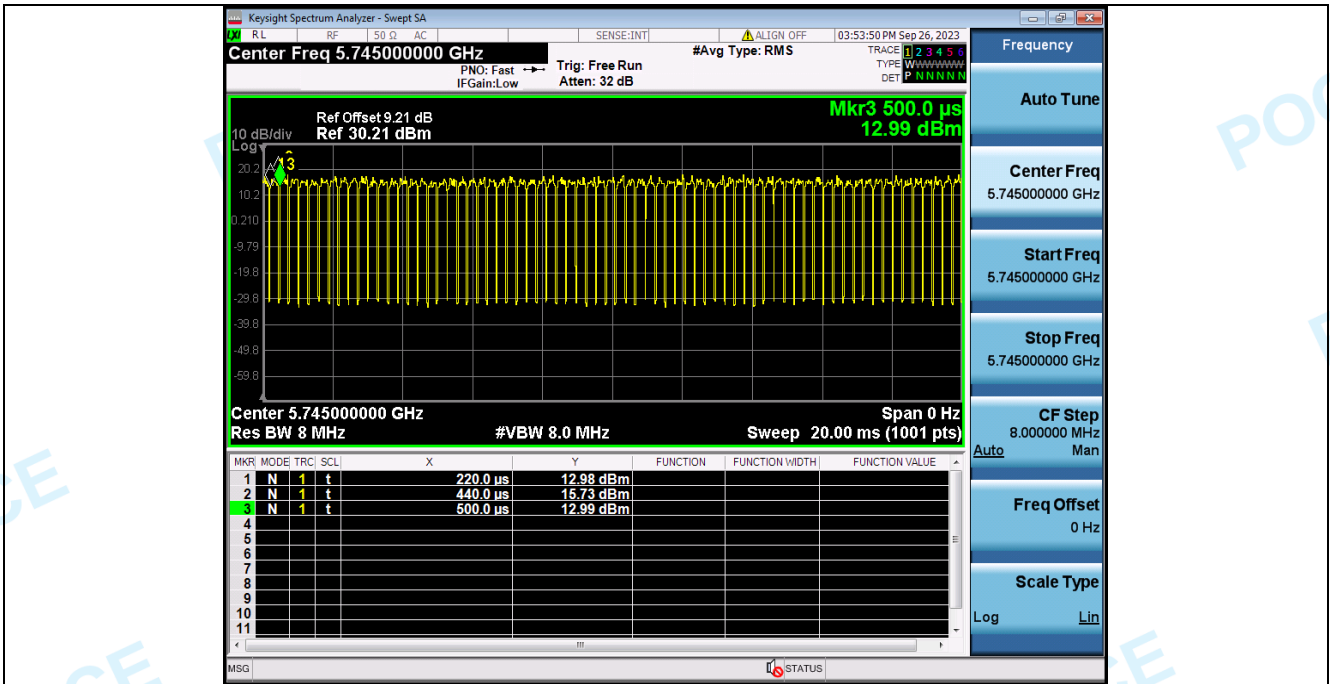 Keysight Spectrum Analyzer - Swept SA
LXI RL RF 50 Ω AC SENSE:INT ALIGN OFF 03:53:50 PM Sep 26, 2023
Center Freq 5.745000000 GHz
#Avg Type: RMS
TRACE 1 2 3 4 5 6
TYPE WWWWWW
DET P N N N N N
PNO: Fast
IFGain:Low
Trig: Free Run
Atten: 32 dB
Frequency
Auto Tune
Center Freq
5.745000000 GHz
Start Freq
5.745000000 GHz
Stop Freq
5.745000000 GHz
CF Step
8.000000 MHz
Auto Man
Freq Offset
0 Hz
Scale Type
Log Lin
Mkr3 500.0 µs
12.99 dBm
Ref Offset 9.21 dB
10 dB/div Ref 30.21 dBm
Log
20.2
10.2
0.210
-9.79
-19.8
-29.8
-39.8
-49.8
-59.8
13
Center 5.745000000 GHz Span 0 Hz
Res BW 8 MHz #VBW 8.0 MHz Sweep 20.00 ms (1001 pts)
MKR MODE TRC SCL X Y FUNCTION FUNCTION WIDTH FUNCTION VALUE
1 N 1 t 220.0 µs 12.98 dBm
2 N 1 t 440.0 µs 15.73 dBm
3 N 1 t 500.0 µs 12.99 dBm
4
5
6
7
8
9
10
11
MSG STATUS